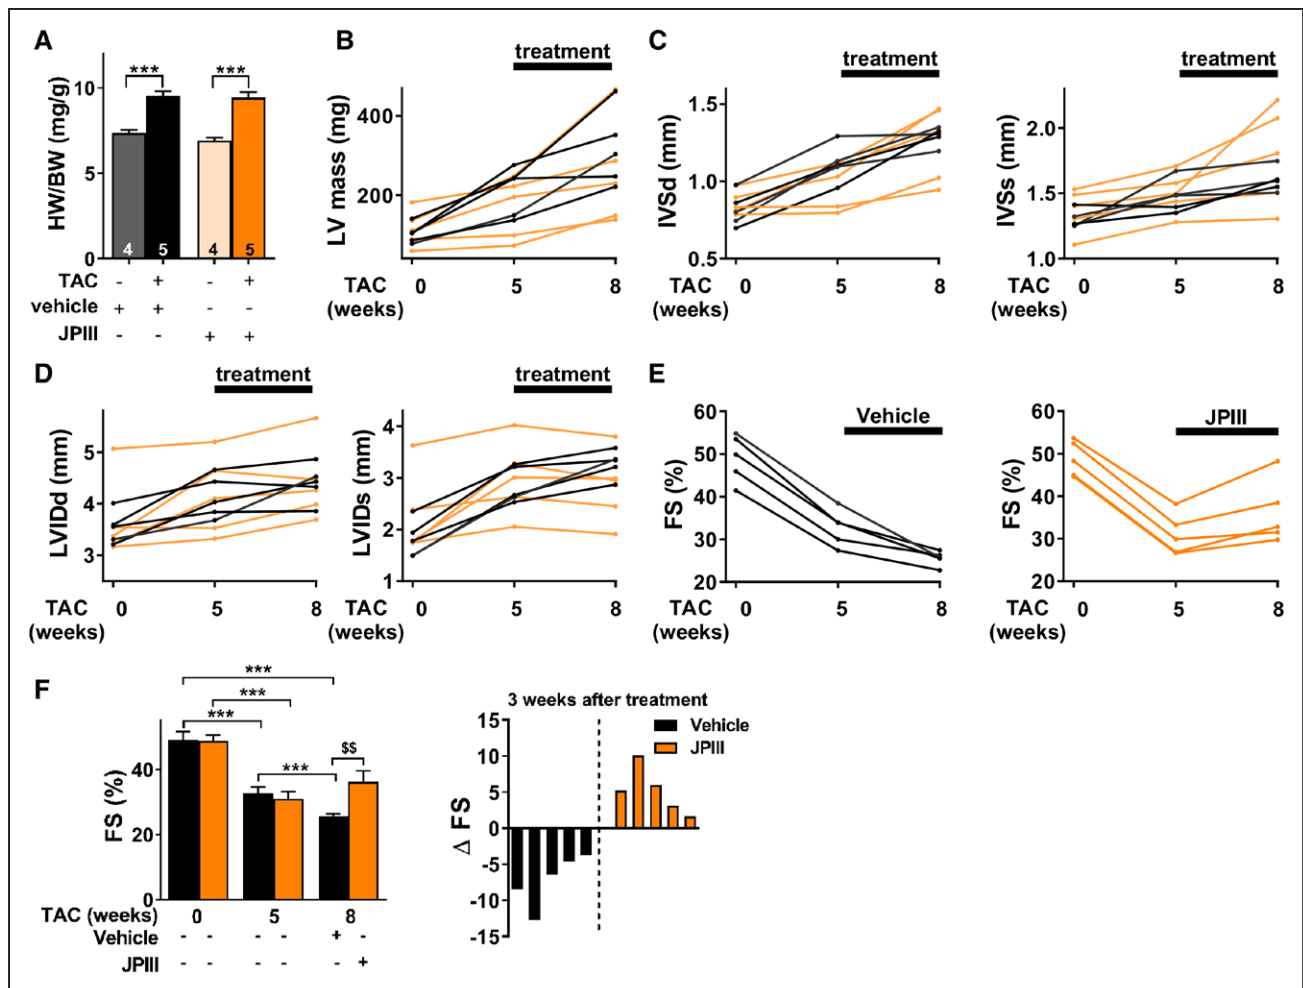 A
HW/BW (mg/g)
10
5
0
***
***
4
5
4
5
TAC - + - +
vehicle + + - -
JPIII - - + +
B
treatment
LV mass (mg)
400
200
TAC 0 5 8
(weeks)
C
treatment
IVSd (mm)
1.5
1.0
0.5
TAC 0 5 8
(weeks)
treatment
IVSs (mm)
2.0
1.5
1.0
TAC 0 5 8
(weeks)
D
treatment
LVIDd (mm)
5
4
3
TAC 0 5 8
(weeks)
treatment
LVIDs (mm)
4
3
2
1
TAC 0 5 8
(weeks)
E
Vehicle
FS (%)
60
50
40
30
20
TAC 0 5 8
(weeks)
JPIII
FS (%)
60
50
40
30
20
TAC 0 5 8
(weeks)
F
***
***
***
***
$$
FS (%)
40
20
0
TAC (weeks) 0 5 8
Vehicle - - - - + -
JPIII - - - - - +
3 weeks after treatment
Vehicle
JPIII
Δ FS
15
10
5
0
-5
-10
-15